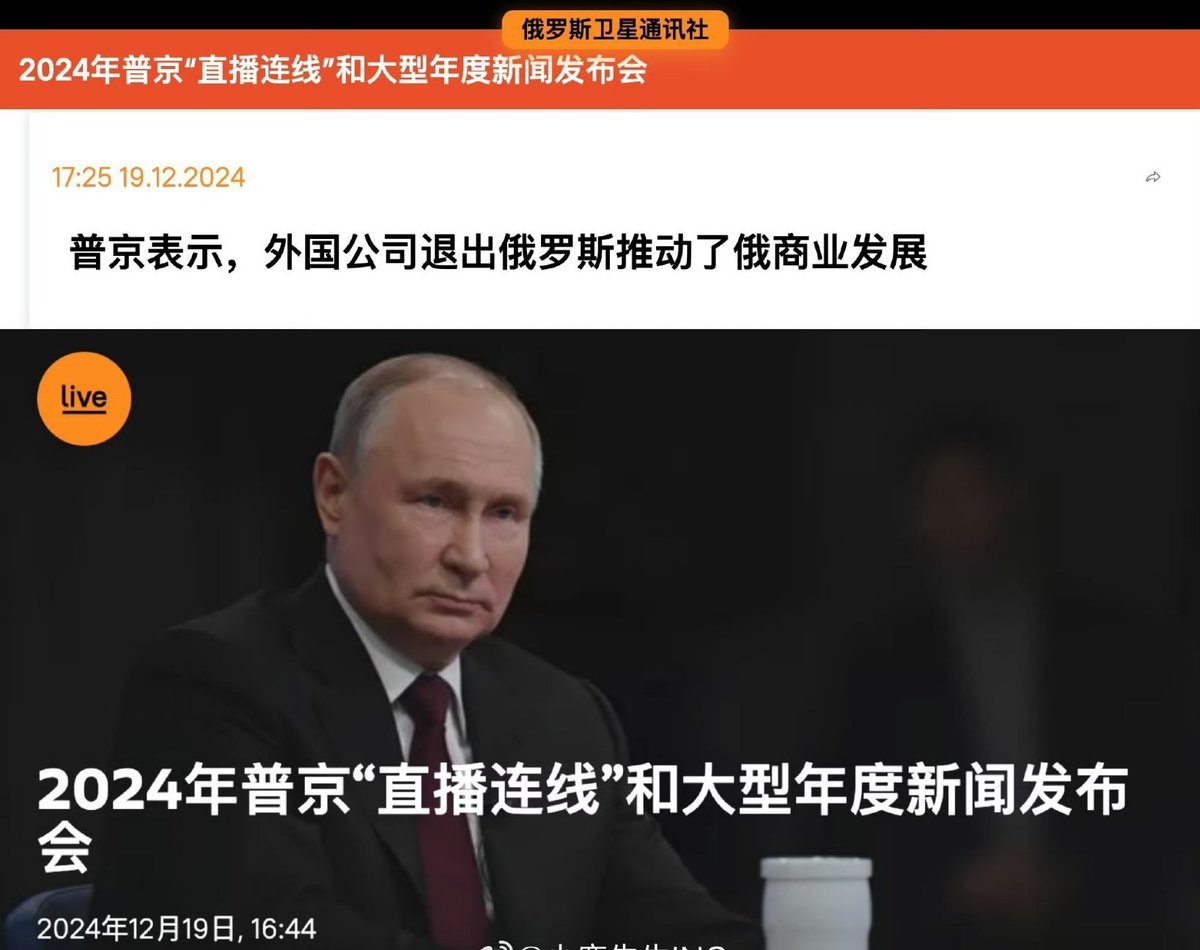 俄罗斯卫星通讯社
2024年普京“直播连线”和大型年度新闻发布会
17:25 19.12.2024
普京表示，外国公司退出俄罗斯推动了俄商业发展
live
2024年普京“直播连线”和大型年度新闻发布
会
2024年12月19日, 16:44